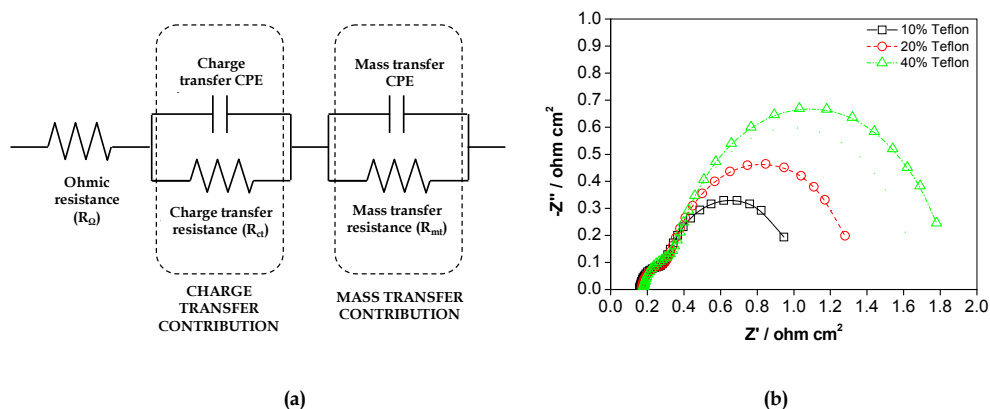 Charge
transfer CPE
Mass transfer
CPE
Ohmic
resistance
(RΩ)
Charge transfer
resistance (Rct)
Mass transfer
resistance (Rmt)
CHARGE
TRANSFER
CONTRIBUTION
MASS TRANSFER
CONTRIBUTION
(a)
10% Teflon
20% Teflon
40% Teflon
-Z'' / ohm cm²
1.0
0.9
0.8
0.7
0.6
0.5
0.4
0.3
0.2
0.1
0.0
0.0 0.2 0.4 0.6 0.8 1.0 1.2 1.4 1.6 1.8 2.0
Z' / ohm cm²
(b)